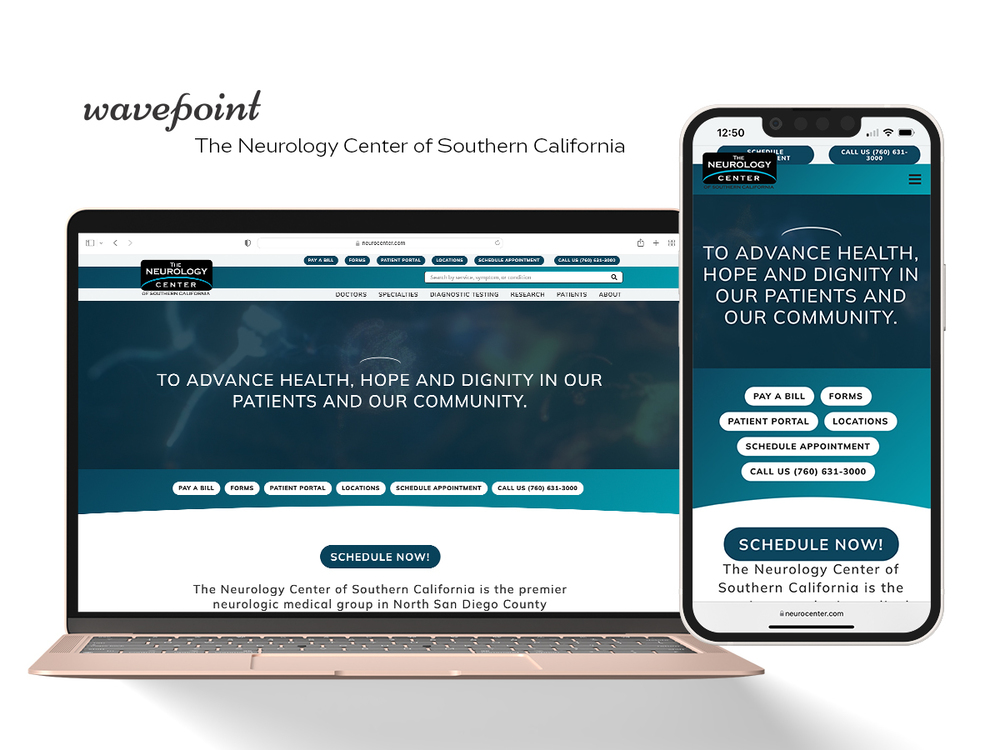 wavepoint
The Neurology Center of Southern California
neurocenter.com
PAY A BILL
FORMS
PATIENT PORTAL
LOCATIONS
SCHEDULE APPOINTMENT
CALL US (760) 631-3000
THE
NEUROLOGY
CENTER
OF SOUTHERN CALIFORNIA
Search by service, symptom, or condition
DOCTORS
SPECIALTIES
DIAGNOSTIC TESTING
RESEARCH
PATIENTS
ABOUT
TO ADVANCE HEALTH, HOPE AND DIGNITY IN OUR
PATIENTS AND OUR COMMUNITY.
PAY A BILL
FORMS
PATIENT PORTAL
LOCATIONS
SCHEDULE APPOINTMENT
CALL US (760) 631-3000
SCHEDULE NOW!
The Neurology Center of Southern California is the premier
neurologic medical group in North San Diego County
12:50
SCHEDULE
CALL US (760) 631-
3000
THE
NEUROLOGY
CENTER
OF SOUTHERN CALIFORNIA
TO ADVANCE HEALTH,
HOPE AND DIGNITY IN
OUR PATIENTS AND
OUR COMMUNITY.
PAY A BILL
FORMS
PATIENT PORTAL
LOCATIONS
SCHEDULE APPOINTMENT
CALL US (760) 631-3000
SCHEDULE NOW!
The Neurology Center of
Southern California is the
neurocenter.com